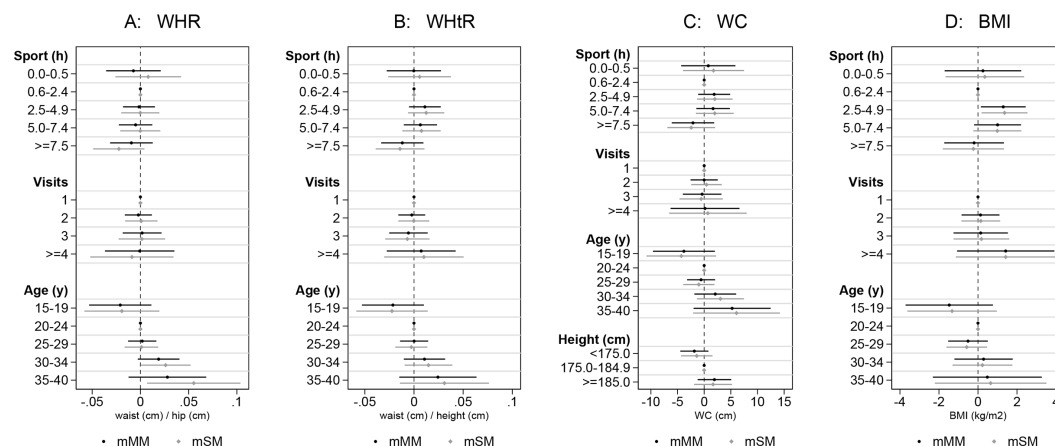 A: WHR
Sport (h)
0.0-0.5
0.6-2.4
2.5-4.9
5.0-7.4
>=7.5
Visits
1
2
3
>=4
Age (y)
15-19
20-24
25-29
30-34
35-40
-.05 0 .05 .1
waist (cm) / hip (cm)
mMM mSM
B: WHtR
Sport (h)
0.0-0.5
0.6-2.4
2.5-4.9
5.0-7.4
>=7.5
Visits
1
2
3
>=4
Age (y)
15-19
20-24
25-29
30-34
35-40
-.05 0 .05 .1
waist (cm) / height (cm)
mMM mSM
C: WC
Sport (h)
0.0-0.5
0.6-2.4
2.5-4.9
5.0-7.4
>=7.5
Visits
1
2
3
>=4
Age (y)
15-19
20-24
25-29
30-34
35-40
Height (cm)
<175.0
175.0-184.9
>=185.0
-10 -5 0 5 10 15
WC (cm)
mMM mSM
D: BMI
Sport (h)
0.0-0.5
0.6-2.4
2.5-4.9
5.0-7.4
>=7.5
Visits
1
2
3
>=4
Age (y)
15-19
20-24
25-29
30-34
35-40
-4 -2 0 2 4
BMI (kg/m2)
mMM mSM